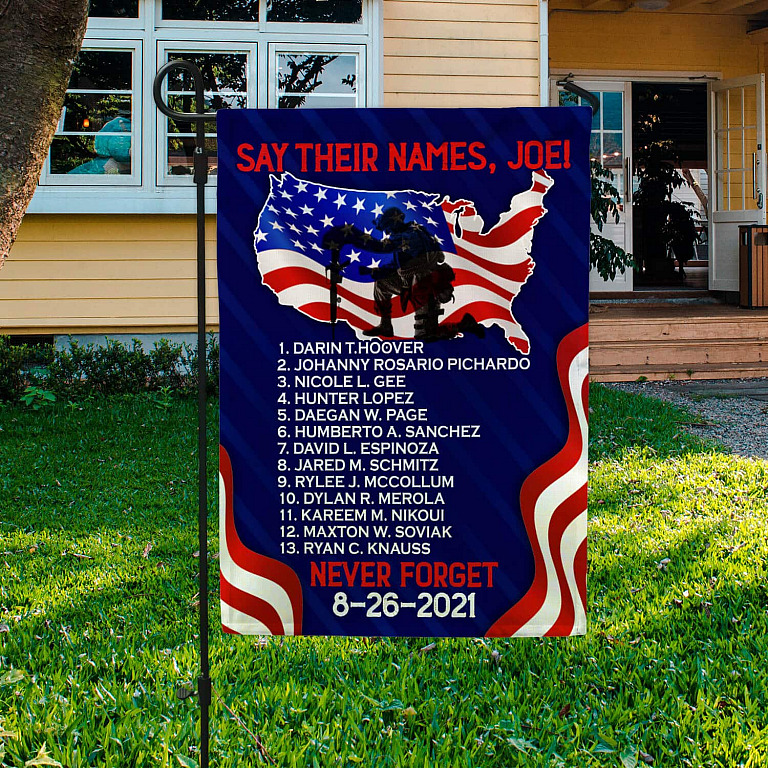 SAY THEIR NAMES, JOE!
1. DARIN T.HOOVER
2. JOHANNY ROSARIO PICHARDO
3. NICOLE L. GEE
4. HUNTER LOPEZ
5. DAEGAN W. PAGE
6. HUMBERTO A. SANCHEZ
7. DAVID L. ESPINOZA
8. JARED M. SCHMITZ
9. RYLEE J. MCCOLLUM
10. DYLAN R. MEROLA
11. KAREEM M. NIKOUI
12. MAXTON W. SOVIAK
13. RYAN C. KNAUSS
NEVER FORGET
8-26-2021